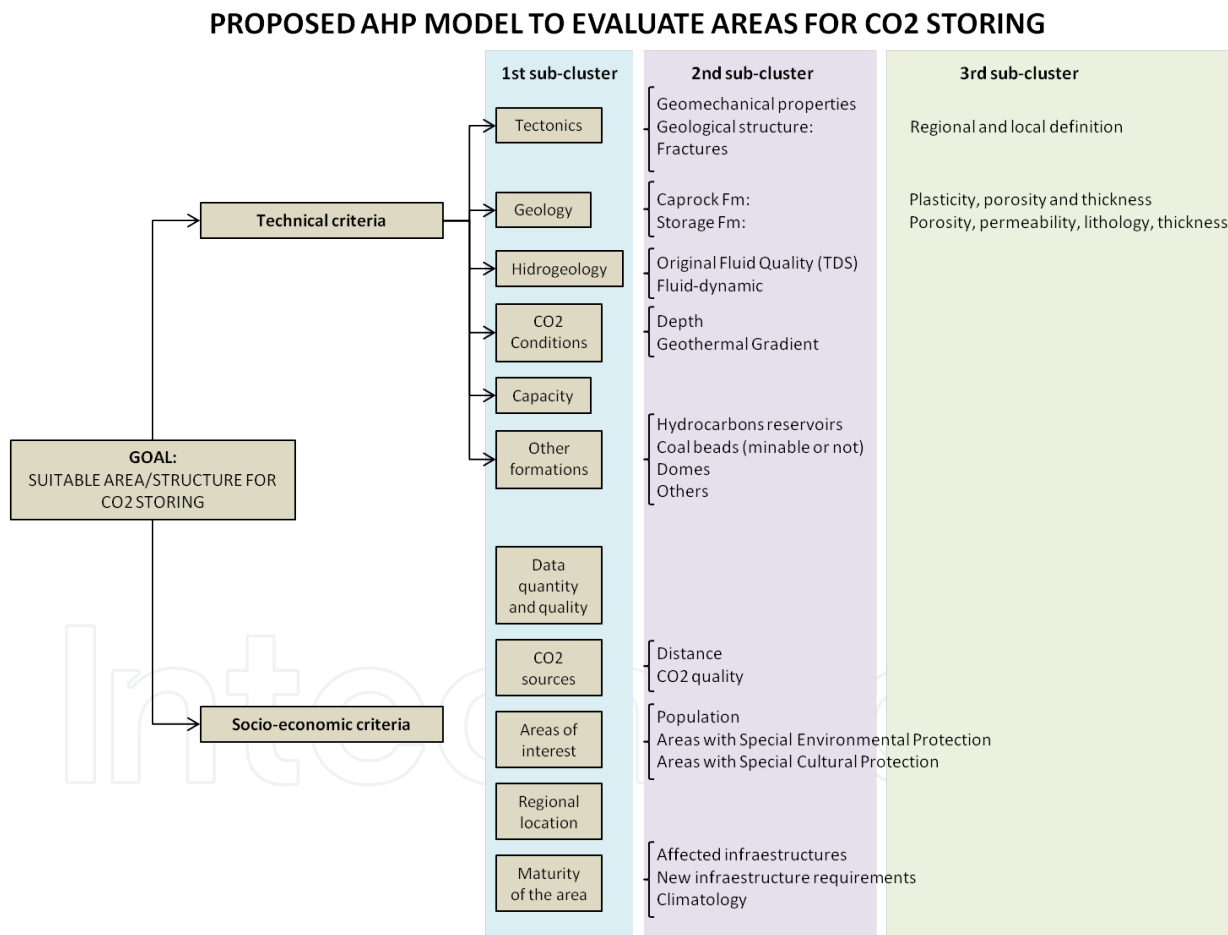 PROPOSED AHP MODEL TO EVALUATE AREAS FOR CO2 STORING
1st sub-cluster
2nd sub-cluster
3rd sub-cluster
GOAL:
SUITABLE AREA/STRUCTURE FOR
CO2 STORING
Technical criteria
Tectonics
Geomechanical properties
Geological structure:
Fractures
Regional and local definition
Geology
Caprock Fm:
Storage Fm:
Plasticity, porosity and thickness
Porosity, permeability, lithology, thickness
Hidrogeology
Original Fluid Quality (TDS)
Fluid-dynamic
CO2
Conditions
Depth
Geothermal Gradient
Capacity
Other
formations
Hydrocarbons reservoirs
Coal beads (minable or not)
Domes
Others
Socio-economic criteria
Data
quantity
and quality
CO2
sources
Distance
CO2 quality
Areas of
interest
Population
Areas with Special Environmental Protection
Areas with Special Cultural Protection
Regional
location
Maturity
of the area
Affected infraestructures
New infraestructure requirements
Climatology